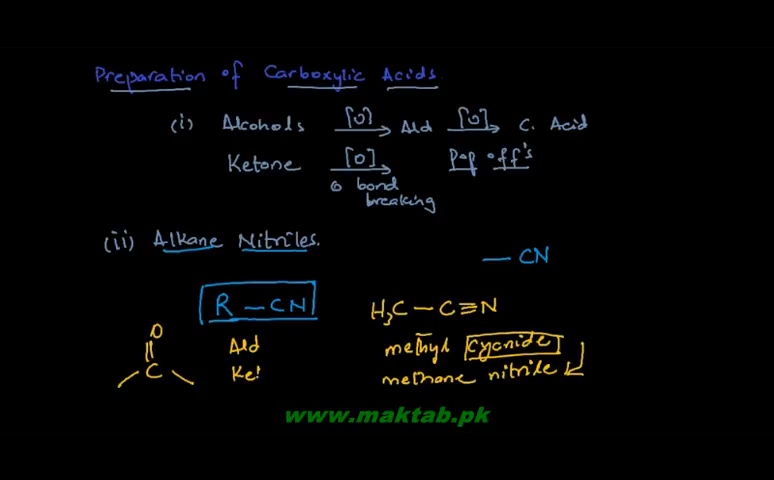 Preparation of Carboxylic Acids.
(i) Alcohols [O] Ald [O] C. Acid
Ketone [O] Pop off's
bond
breaking
(ii) Alkane Nitriles.
— CN
R — CN
H3C — C ≡ N
O
Ald
methyl Cyanide
C
Ket
methane nitrile
www.maktab.pk